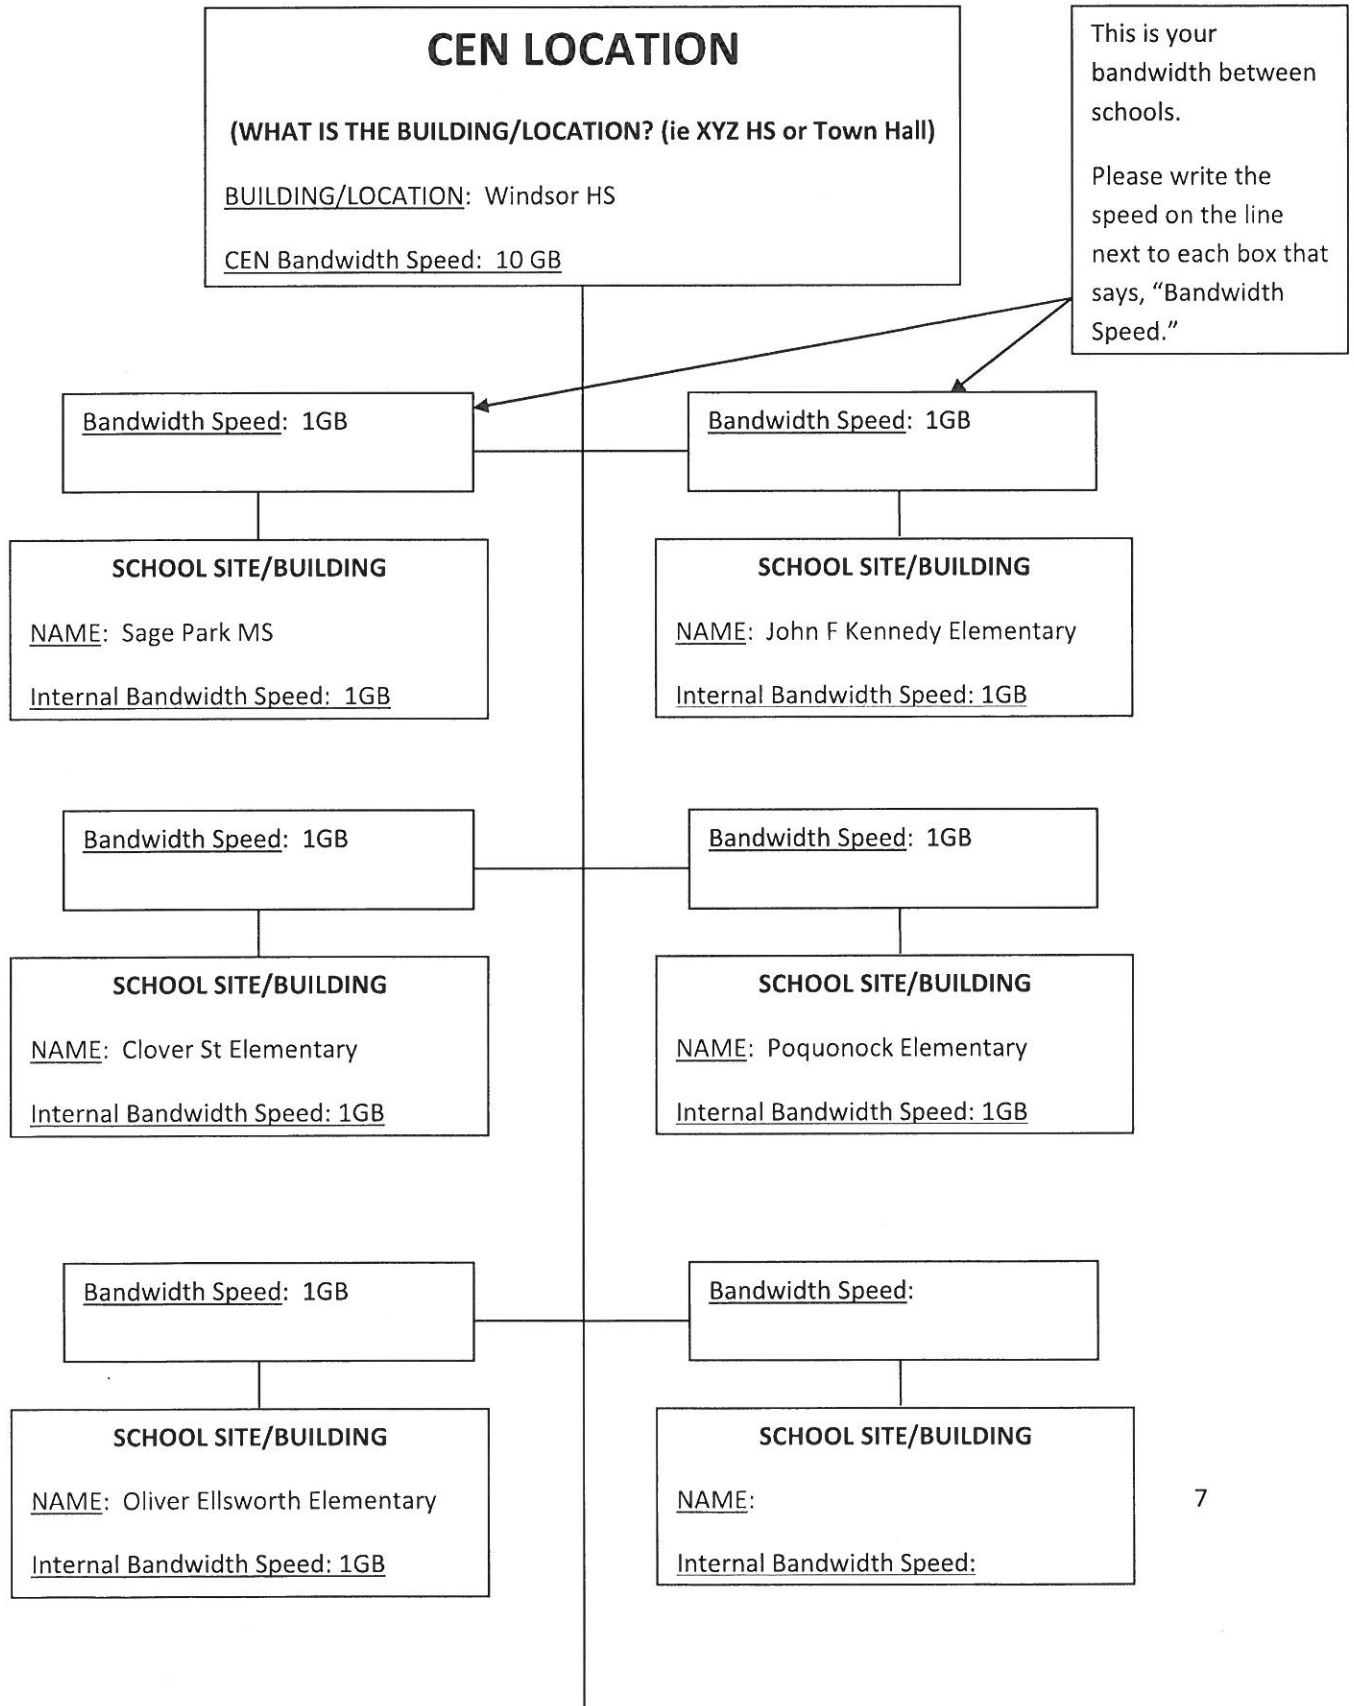 CEN LOCATION
(WHAT IS THE BUILDING/LOCATION? (ie XYZ HS or Town Hall)
BUILDING/LOCATION: Windsor HS
CEN Bandwidth Speed: 10 GB
This is your
bandwidth between
schools.
Please write the
speed on the line
next to each box that
says, “Bandwidth
Speed.”
Bandwidth Speed: 1GB
Bandwidth Speed: 1GB
SCHOOL SITE/BUILDING
NAME: Sage Park MS
Internal Bandwidth Speed: 1GB
SCHOOL SITE/BUILDING
NAME: John F Kennedy Elementary
Internal Bandwidth Speed: 1GB
Bandwidth Speed: 1GB
Bandwidth Speed: 1GB
SCHOOL SITE/BUILDING
NAME: Clover St Elementary
Internal Bandwidth Speed: 1GB
SCHOOL SITE/BUILDING
NAME: Poquonock Elementary
Internal Bandwidth Speed: 1GB
Bandwidth Speed: 1GB
Bandwidth Speed:
SCHOOL SITE/BUILDING
NAME: Oliver Ellsworth Elementary
Internal Bandwidth Speed: 1GB
SCHOOL SITE/BUILDING
NAME:
Internal Bandwidth Speed:
7